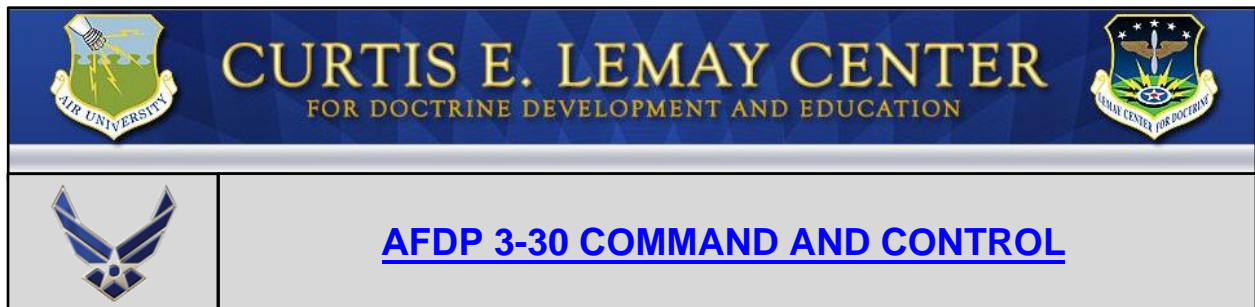 CURTIS E. LEMAY CENTER
FOR DOCTRINE DEVELOPMENT AND EDUCATION
AIR UNIVERSITY
LEMAY CENTER FOR DOCTRINE
AFDP 3-30 COMMAND AND CONTROL